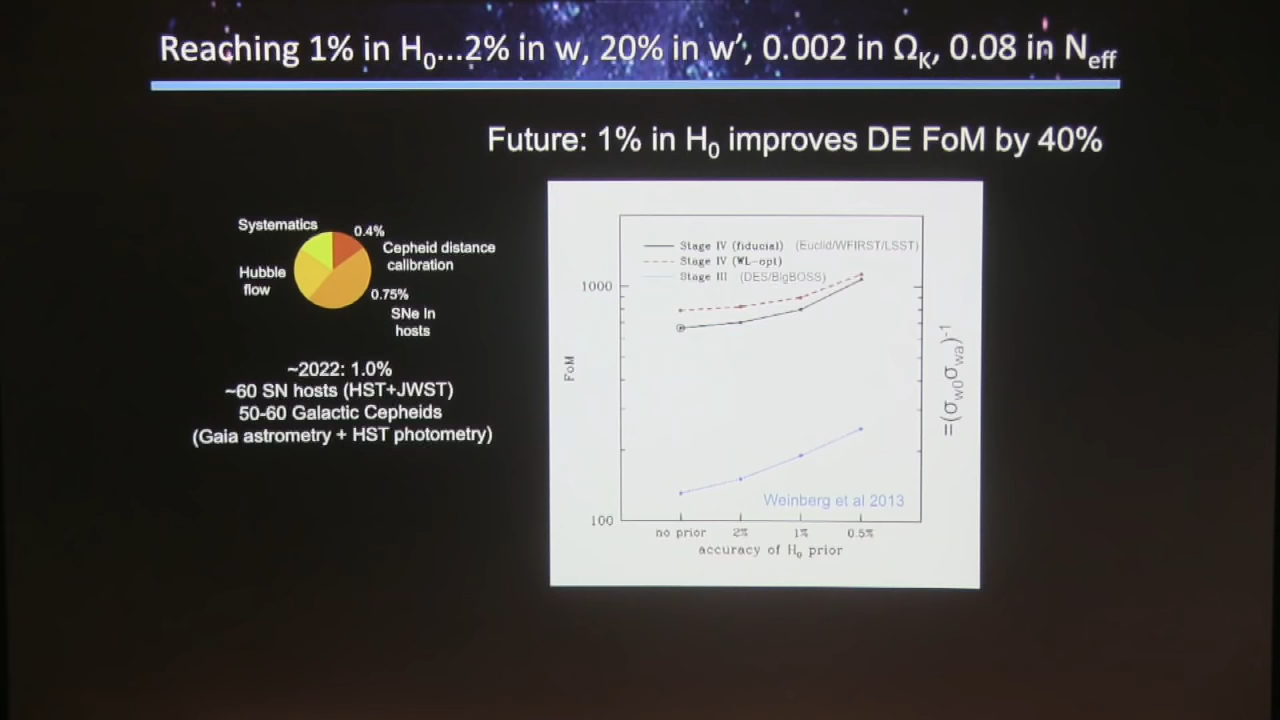 Reaching 1% in H₀...2% in w, 20% in w′, 0.002 in Ωₖ, 0.08 in Neff
Future: 1% in H₀ improves DE FoM by 40%
Systematics
0.4%
Cepheid distance
calibration
Hubble
flow
0.75%
SNe In
hosts
~2022: 1.0%
~60 SN hosts (HST+JWST)
50-60 Galactic Cepheids
(Gaia astrometry + HST photometry)
Stage IV (fiducial) (Euclid/WFIRST/LSST)
Stage IV (WL-opt)
Stage III (DES/BigBOSS)
1000
FoM
=(σw0σwa)⁻¹
Weinberg et al 2013
100
no prior 2% 1% 0.5%
accuracy of H₀ prior